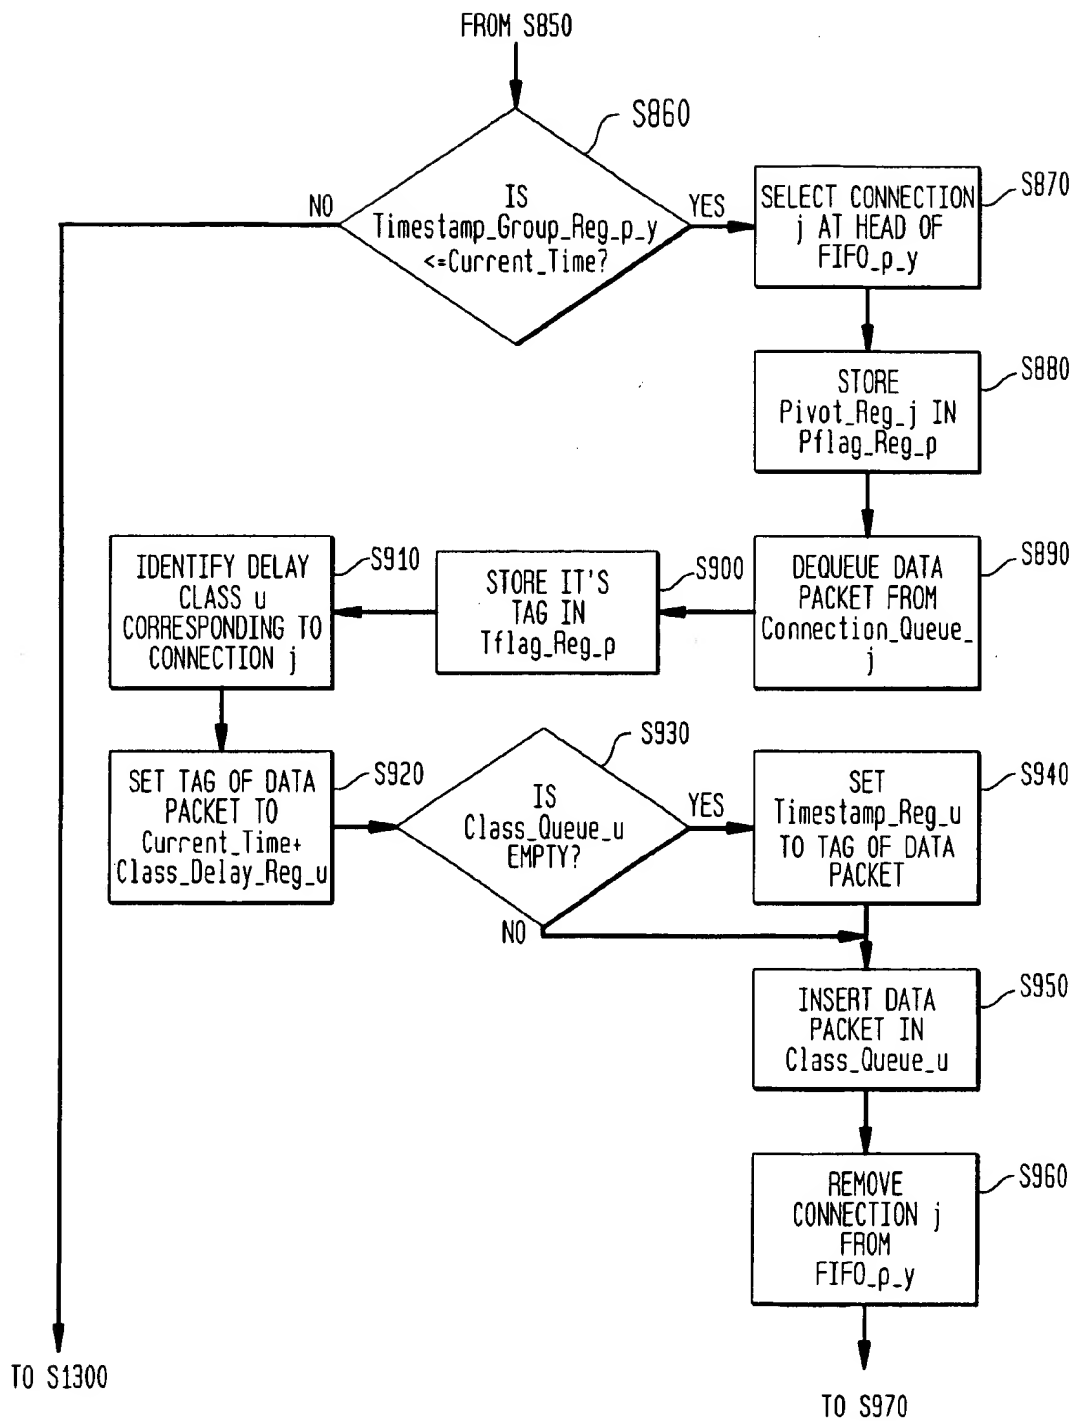 FROM S850
S860
IS
Timestamp_Group_Reg_p_y
<=Current_Time?
NO
YES
SELECT CONNECTION
j AT HEAD OF
FIFO_p_y
S870
STORE
Pivot_Reg_j IN
Pflag_Reg_p
S880
DEQUEUE DATA
PACKET FROM
Connection_Queue_
j
S890
STORE IT'S
TAG IN
Tflag_Reg_p
S900
IDENTIFY DELAY
CLASS u
CORRESPONDING TO
CONNECTION j
S910
SET TAG OF DATA
PACKET TO
Current_Time+
Class_Delay_Reg_u
S920
IS
Class_Queue_u
EMPTY?
S930
YES
NO
SET
Timestamp_Reg_u
TO TAG OF DATA
PACKET
S940
INSERT DATA
PACKET IN
Class_Queue_u
S950
REMOVE
CONNECTION j
FROM
FIFO_p_y
S960
TO S1300
TO S970